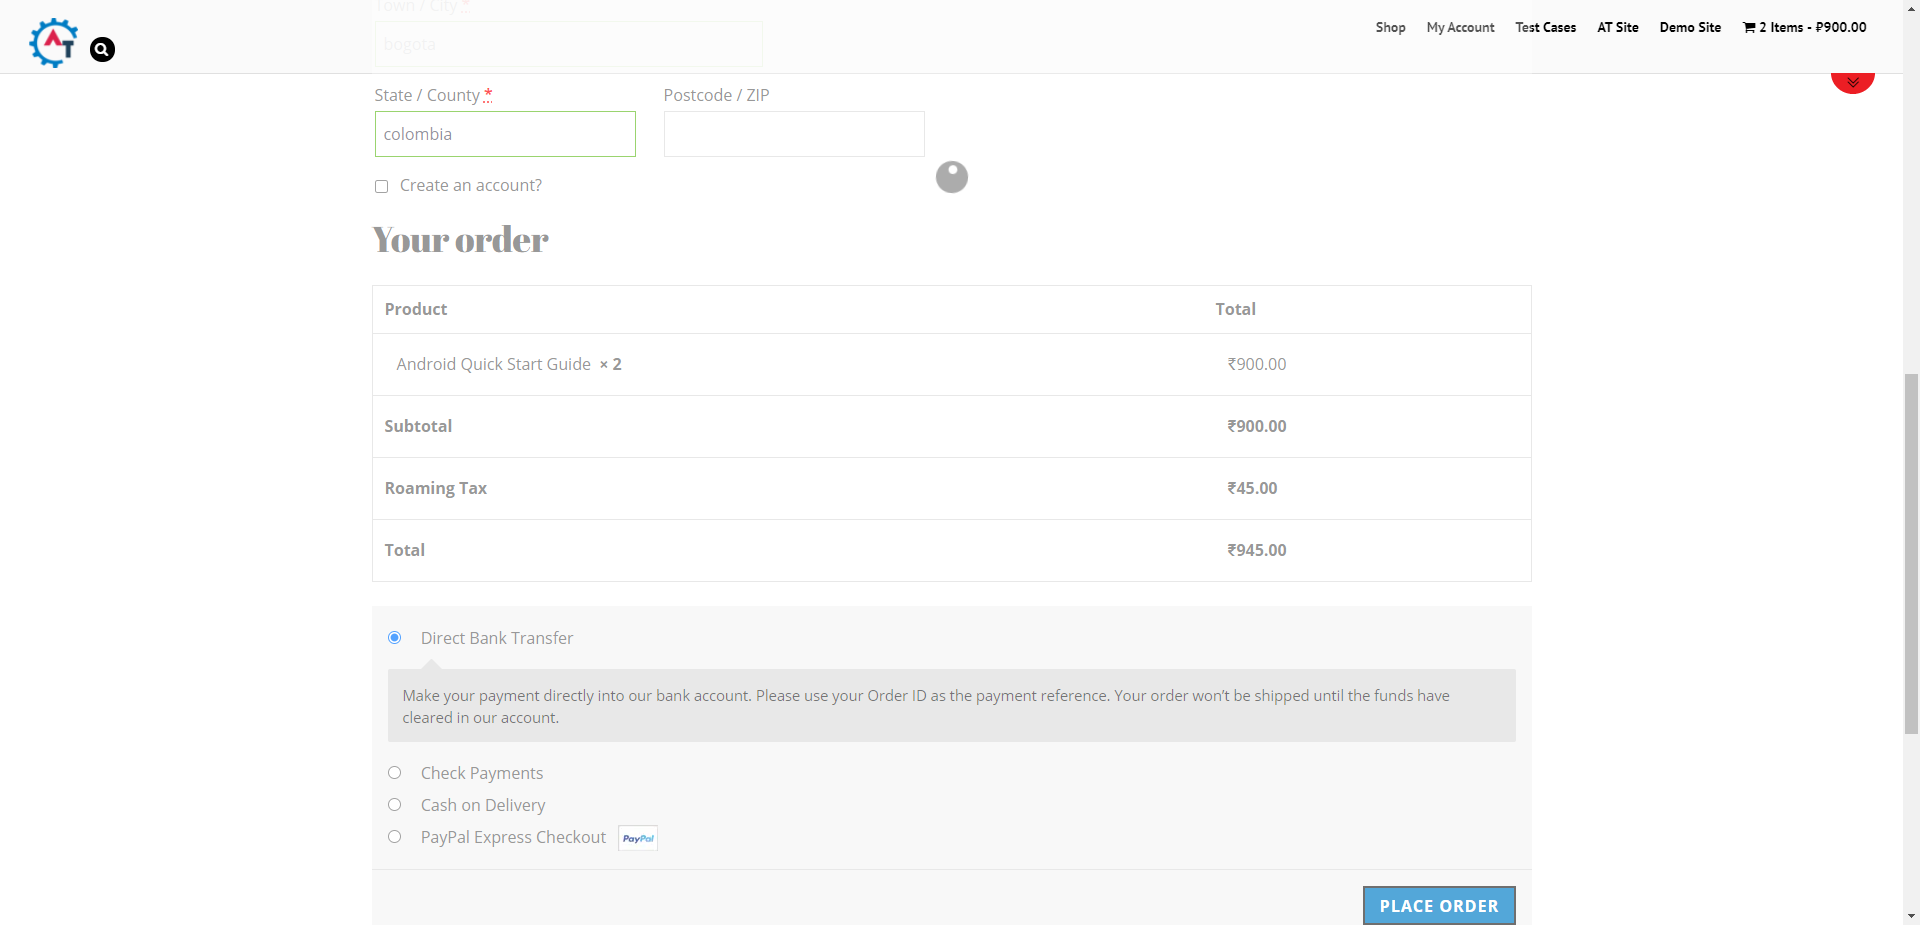 Town / City *
bogota
Shop My Account Test Cases AT Site Demo Site 2 Items - ₽900.00
AT
State / County * Postcode / ZIP
colombia
Create an account?
Your order
Product Total
Android Quick Start Guide × 2 ₹900.00
Subtotal ₹900.00
Roaming Tax ₹45.00
Total ₹945.00
Direct Bank Transfer
Make your payment directly into our bank account. Please use your Order ID as the payment reference. Your order won’t be shipped until the funds have
cleared in our account.
Check Payments
Cash on Delivery
PayPal Express Checkout PayPal
PLACE ORDER